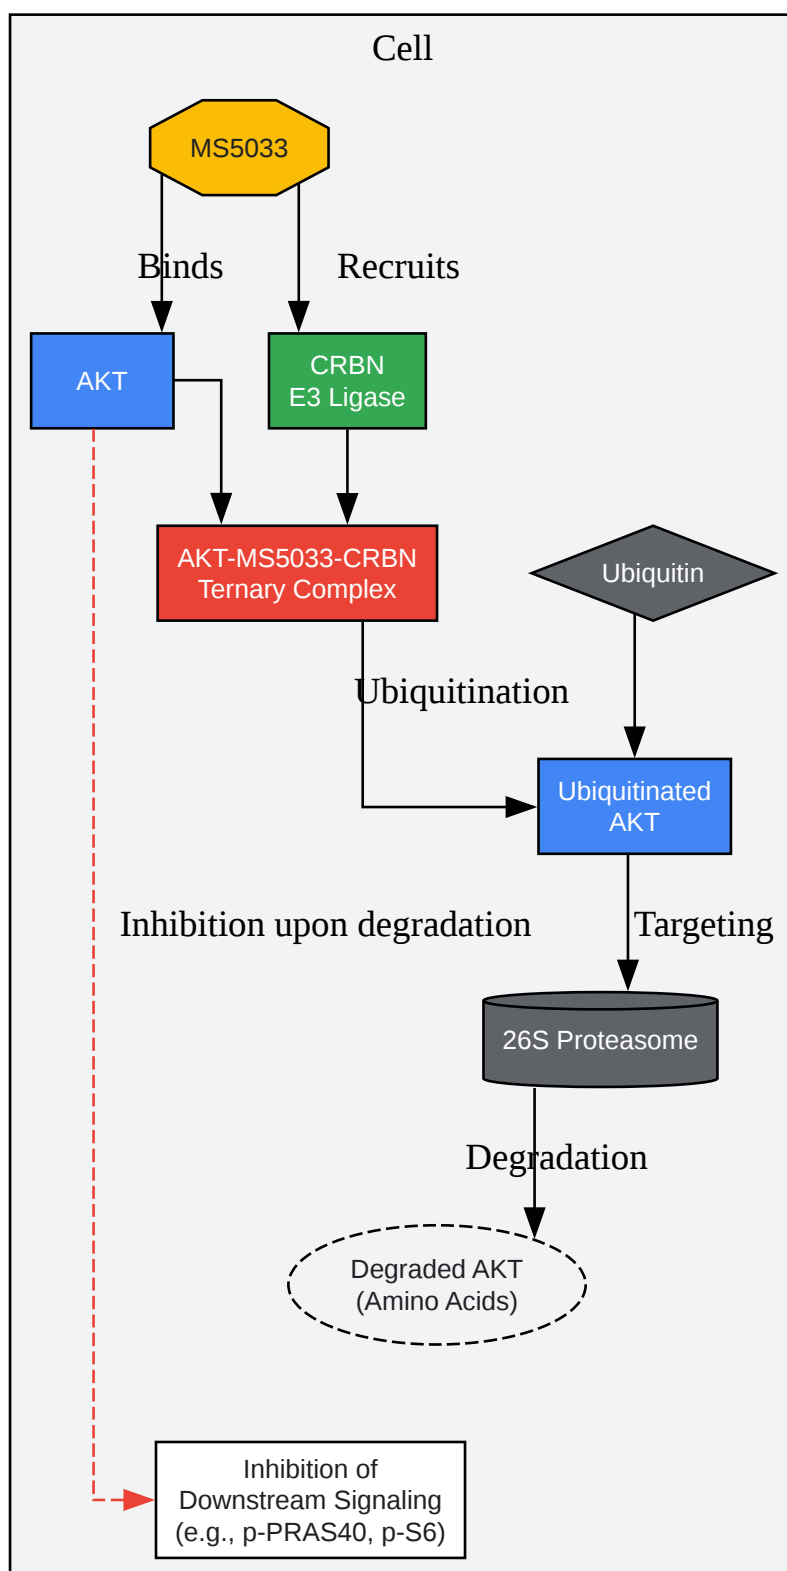 Cell
MS5033
Binds
Recruits
AKT
CRBN
E3 Ligase
AKT-MS5033-CRBN
Ternary Complex
Ubiquitin
Ubiquitination
Ubiquitinated
AKT
Inhibition upon degradation
Targeting
26S Proteasome
Degradation
Degraded AKT
(Amino Acids)
Inhibition of
Downstream Signaling
(e.g., p-PRAS40, p-S6)